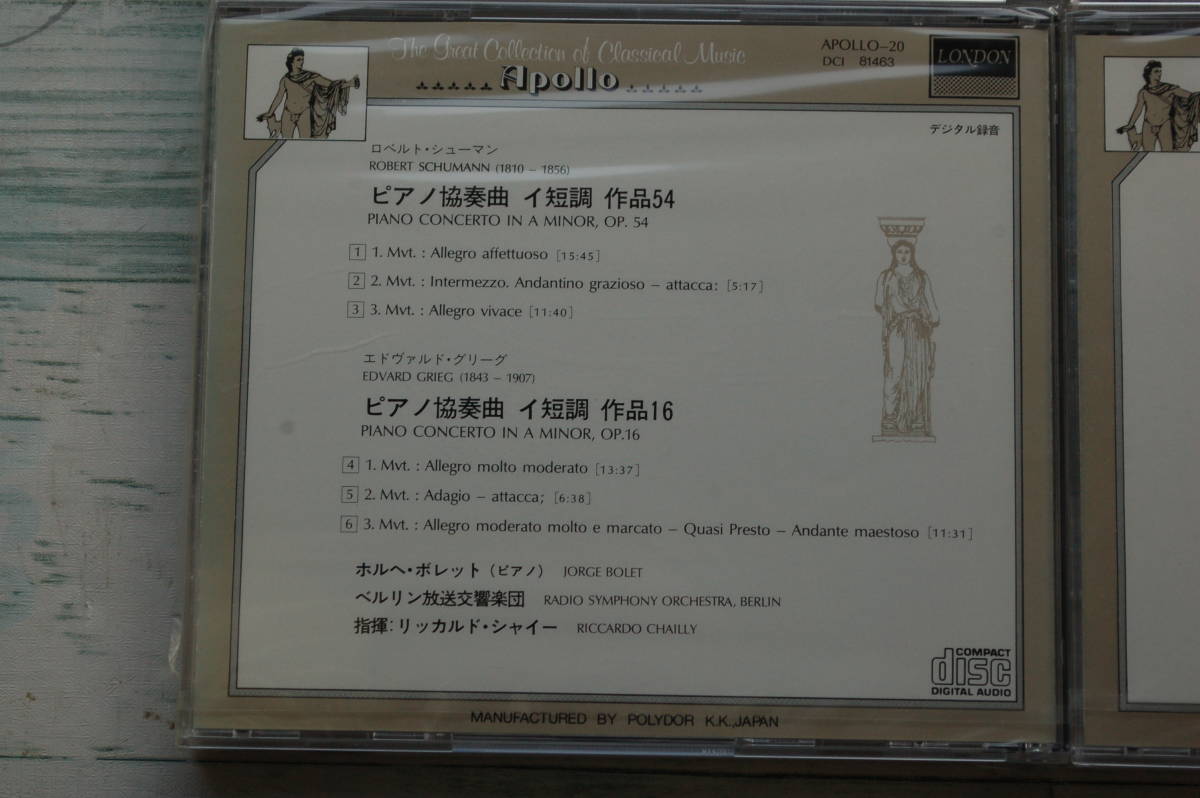 The Great Collection of Classical Music
Apollo
APOLLO-20
DCI 81463
LONDON
デジタル録音
ロベルト・シューマン
ROBERT SCHUMANN (1810 – 1856)
ピアノ協奏曲 イ短調 作品54
PIANO CONCERTO IN A MINOR, OP. 54
1 1. Mvt. : Allegro affettuoso [15:45]
2 2. Mvt. : Intermezzo. Andantino grazioso – attacca: [5:17]
3 3. Mvt. : Allegro vivace [11:40]
エドヴァルド・グリーグ
EDVARD GRIEG (1843 – 1907)
ピアノ協奏曲 イ短調 作品16
PIANO CONCERTO IN A MINOR, OP.16
4 1. Mvt. : Allegro molto moderato [13:37]
5 2. Mvt. : Adagio – attacca; [6:38]
6 3. Mvt. : Allegro moderato molto e marcato – Quasi Presto – Andante maestoso [11:31]
ホルヘ・ボレット (ピアノ) JORGE BOLET
ベルリン放送交響楽団 RADIO SYMPHONY ORCHESTRA, BERLIN
指揮:リッカルド・シャイー RICCARDO CHAILLY
COMPACT
disc
DIGITAL AUDIO
MANUFACTURED BY POLYDOR K.K., JAPAN